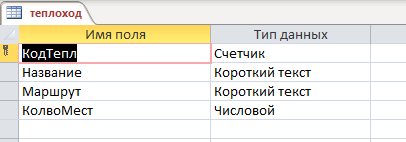 теплоход
Имя поля Тип данных
КодТепл Счетчик
Название Короткий текст
Маршрут Короткий текст
КолвоМест Числовой